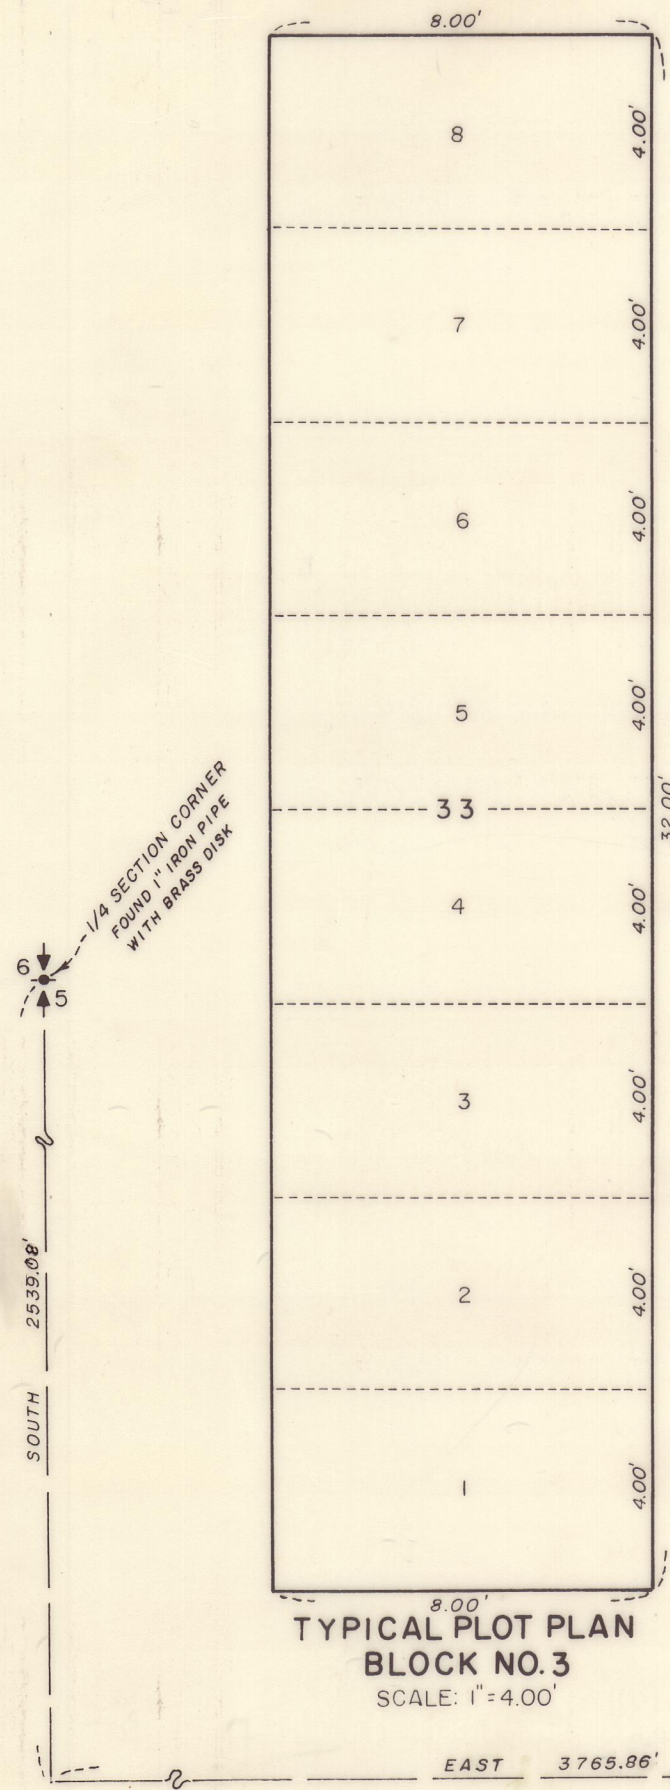 8.00'
8
4.00'
7
4.00'
6
4.00'
5
4.00'
33
32.00'
4
4.00'
3
4.00'
2
4.00'
1
4.00'
8.00'
1/4 SECTION CORNER
FOUND 1" IRON PIPE
WITH BRASS DISK
6
5
SOUTH 2539.08'
TYPICAL PLOT PLAN
BLOCK NO. 3
SCALE: 1"=4.00'
EAST 3765.86'